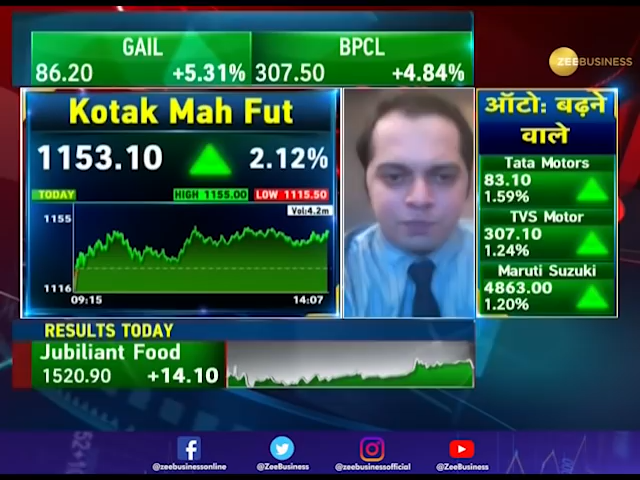 GAIL
86.20 +5.31%
BPCL
307.50 +4.84%
ZEEBUSINESS
Kotak Mah Fut
1153.10 2.12%
TODAY HIGH 1155.00 LOW 1115.50
Vol:4.2m
1155
1116
09:15 14:07
ऑटो: बढ़ने
वाले
Tata Motors
83.10
1.59%
TVS Motor
307.10
1.24%
Maruti Suzuki
4863.00
1.20%
RESULTS TODAY
Jubiliant Food
1520.90 +14.10
@zeebusinessonline
@ZeeBusiness
@zeebusinessofficial
@ZeeBusiness